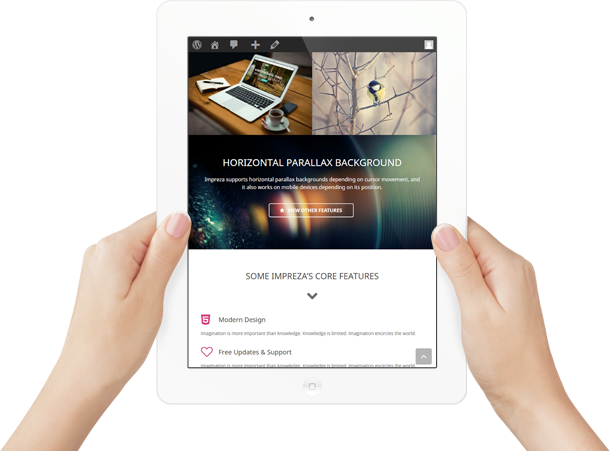 HORIZONTAL PARALLAX BACKGROUND
Impreza supports horizontal parallax backgrounds depending on cursor movement, and
it also works on mobile devices depending on its position.
VIEW OTHER FEATURES
SOME IMPREZA'S CORE FEATURES
Modern Design
Imagination is more important than knowledge. Knowledge is limited. Imagination encircles the world.
Free Updates & Support
Imagination is more important than knowledge. Knowledge is limited. Imagination encircles the world.